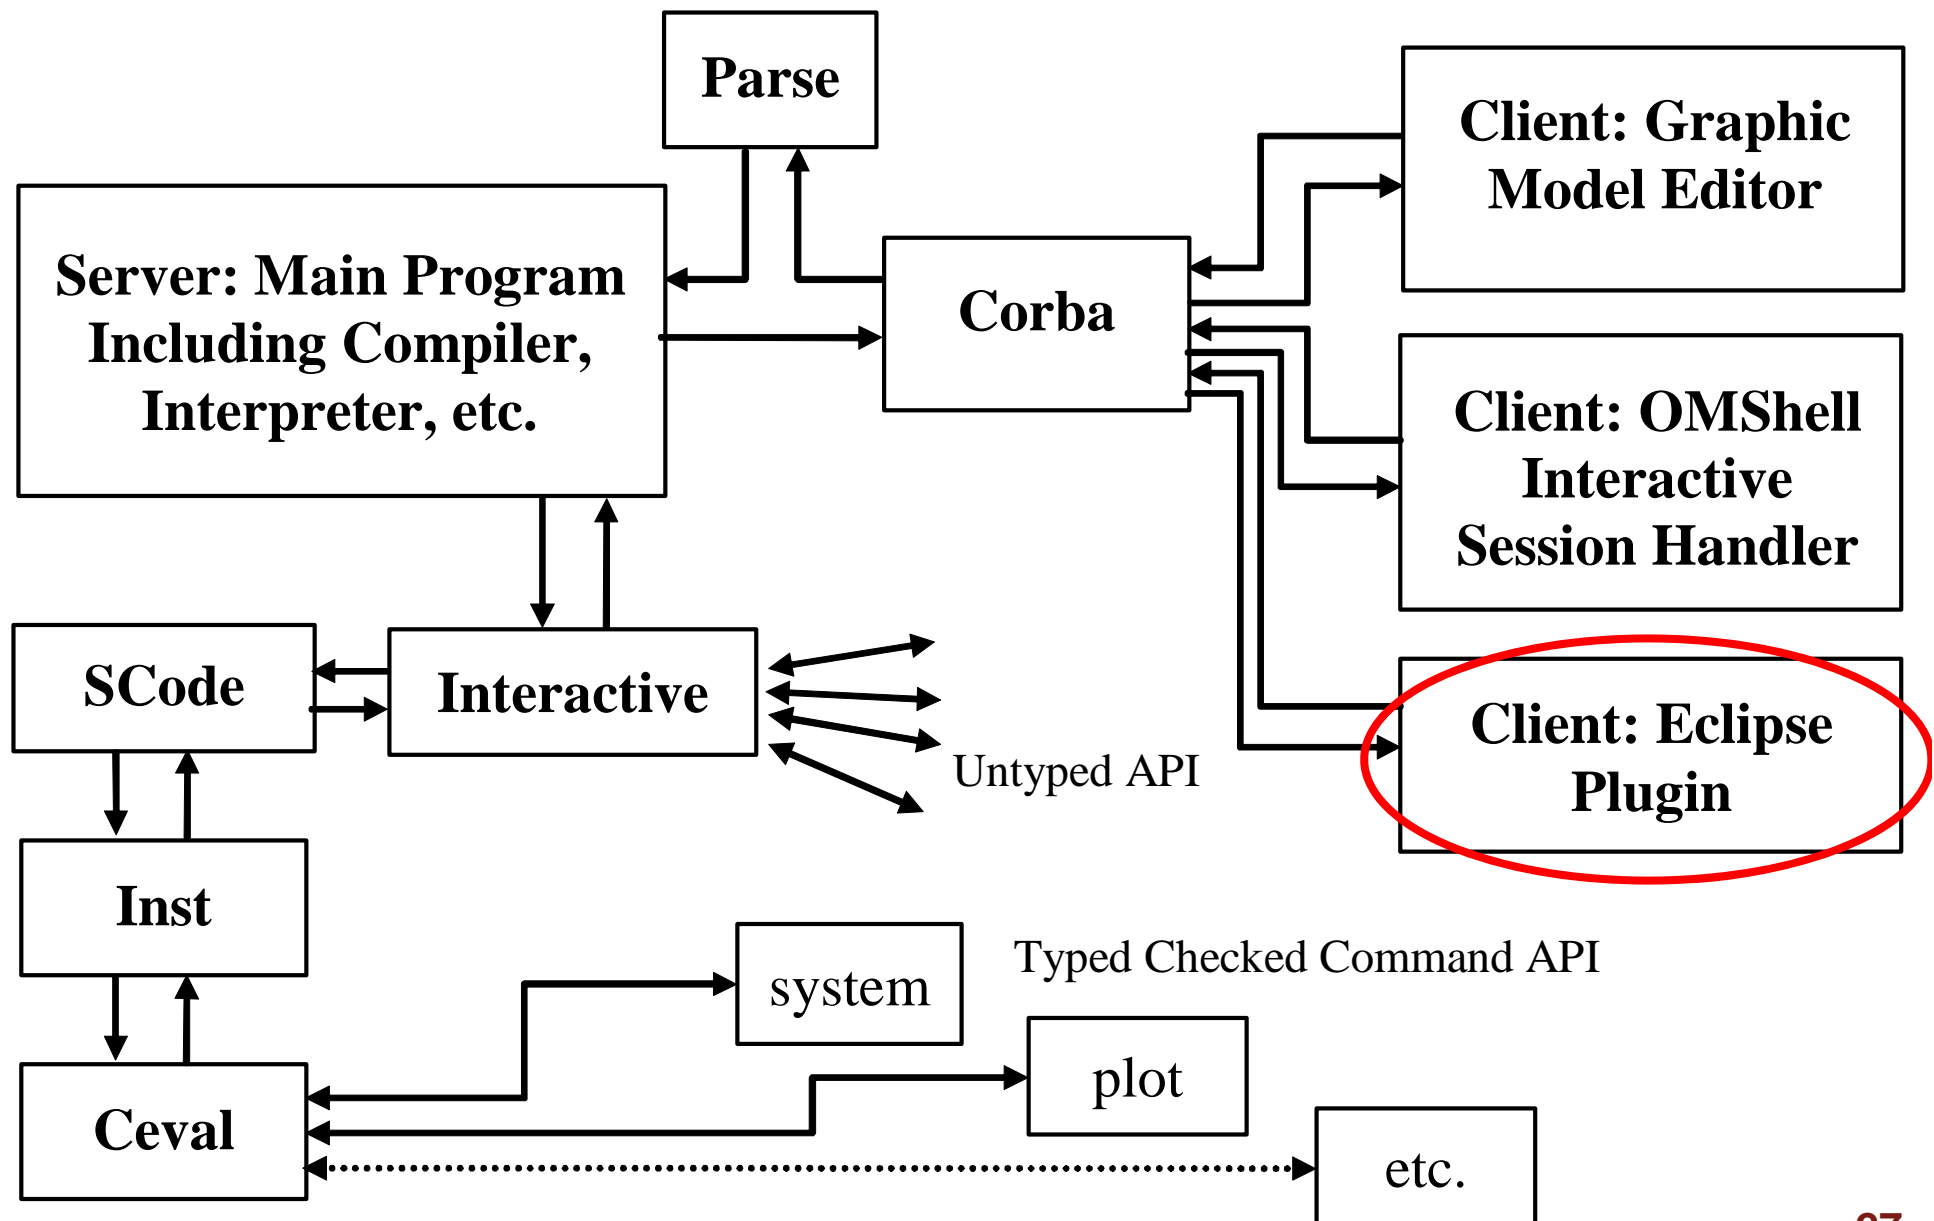 Parse
Client: Graphic
Model Editor
Server: Main Program
Including Compiler,
Interpreter, etc.
Corba
Client: OMShell
Interactive
Session Handler
SCode
Interactive
Untyped API
Client: Eclipse
Plugin
Inst
system
Typed Checked Command API
plot
Ceval
etc.